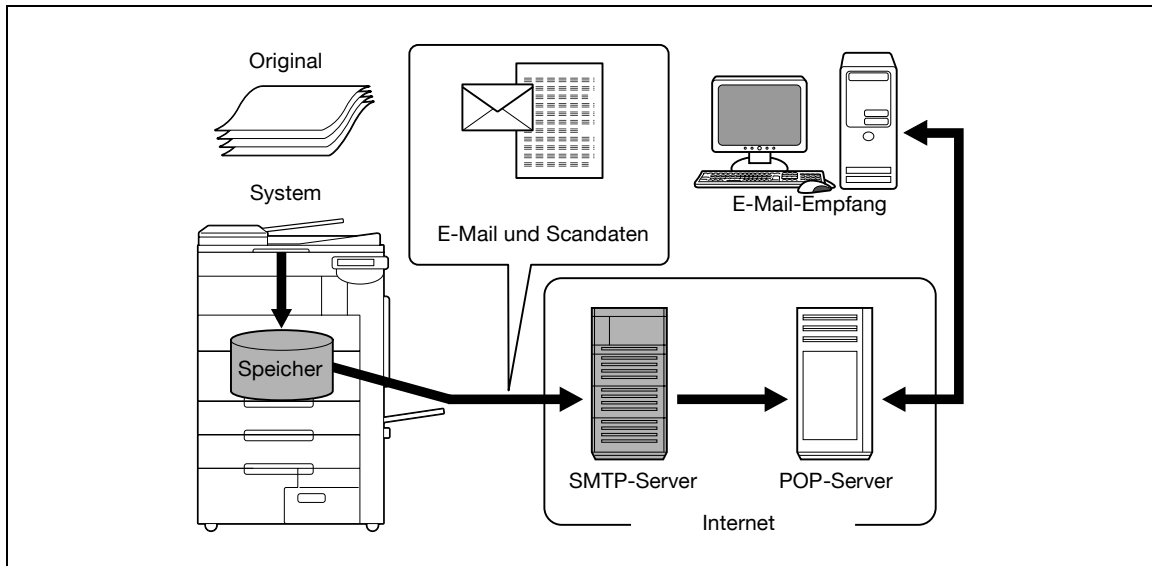 Original
System
Speicher
E-Mail und Scandaten
E-Mail-Empfang
SMTP-Server
POP-Server
Internet